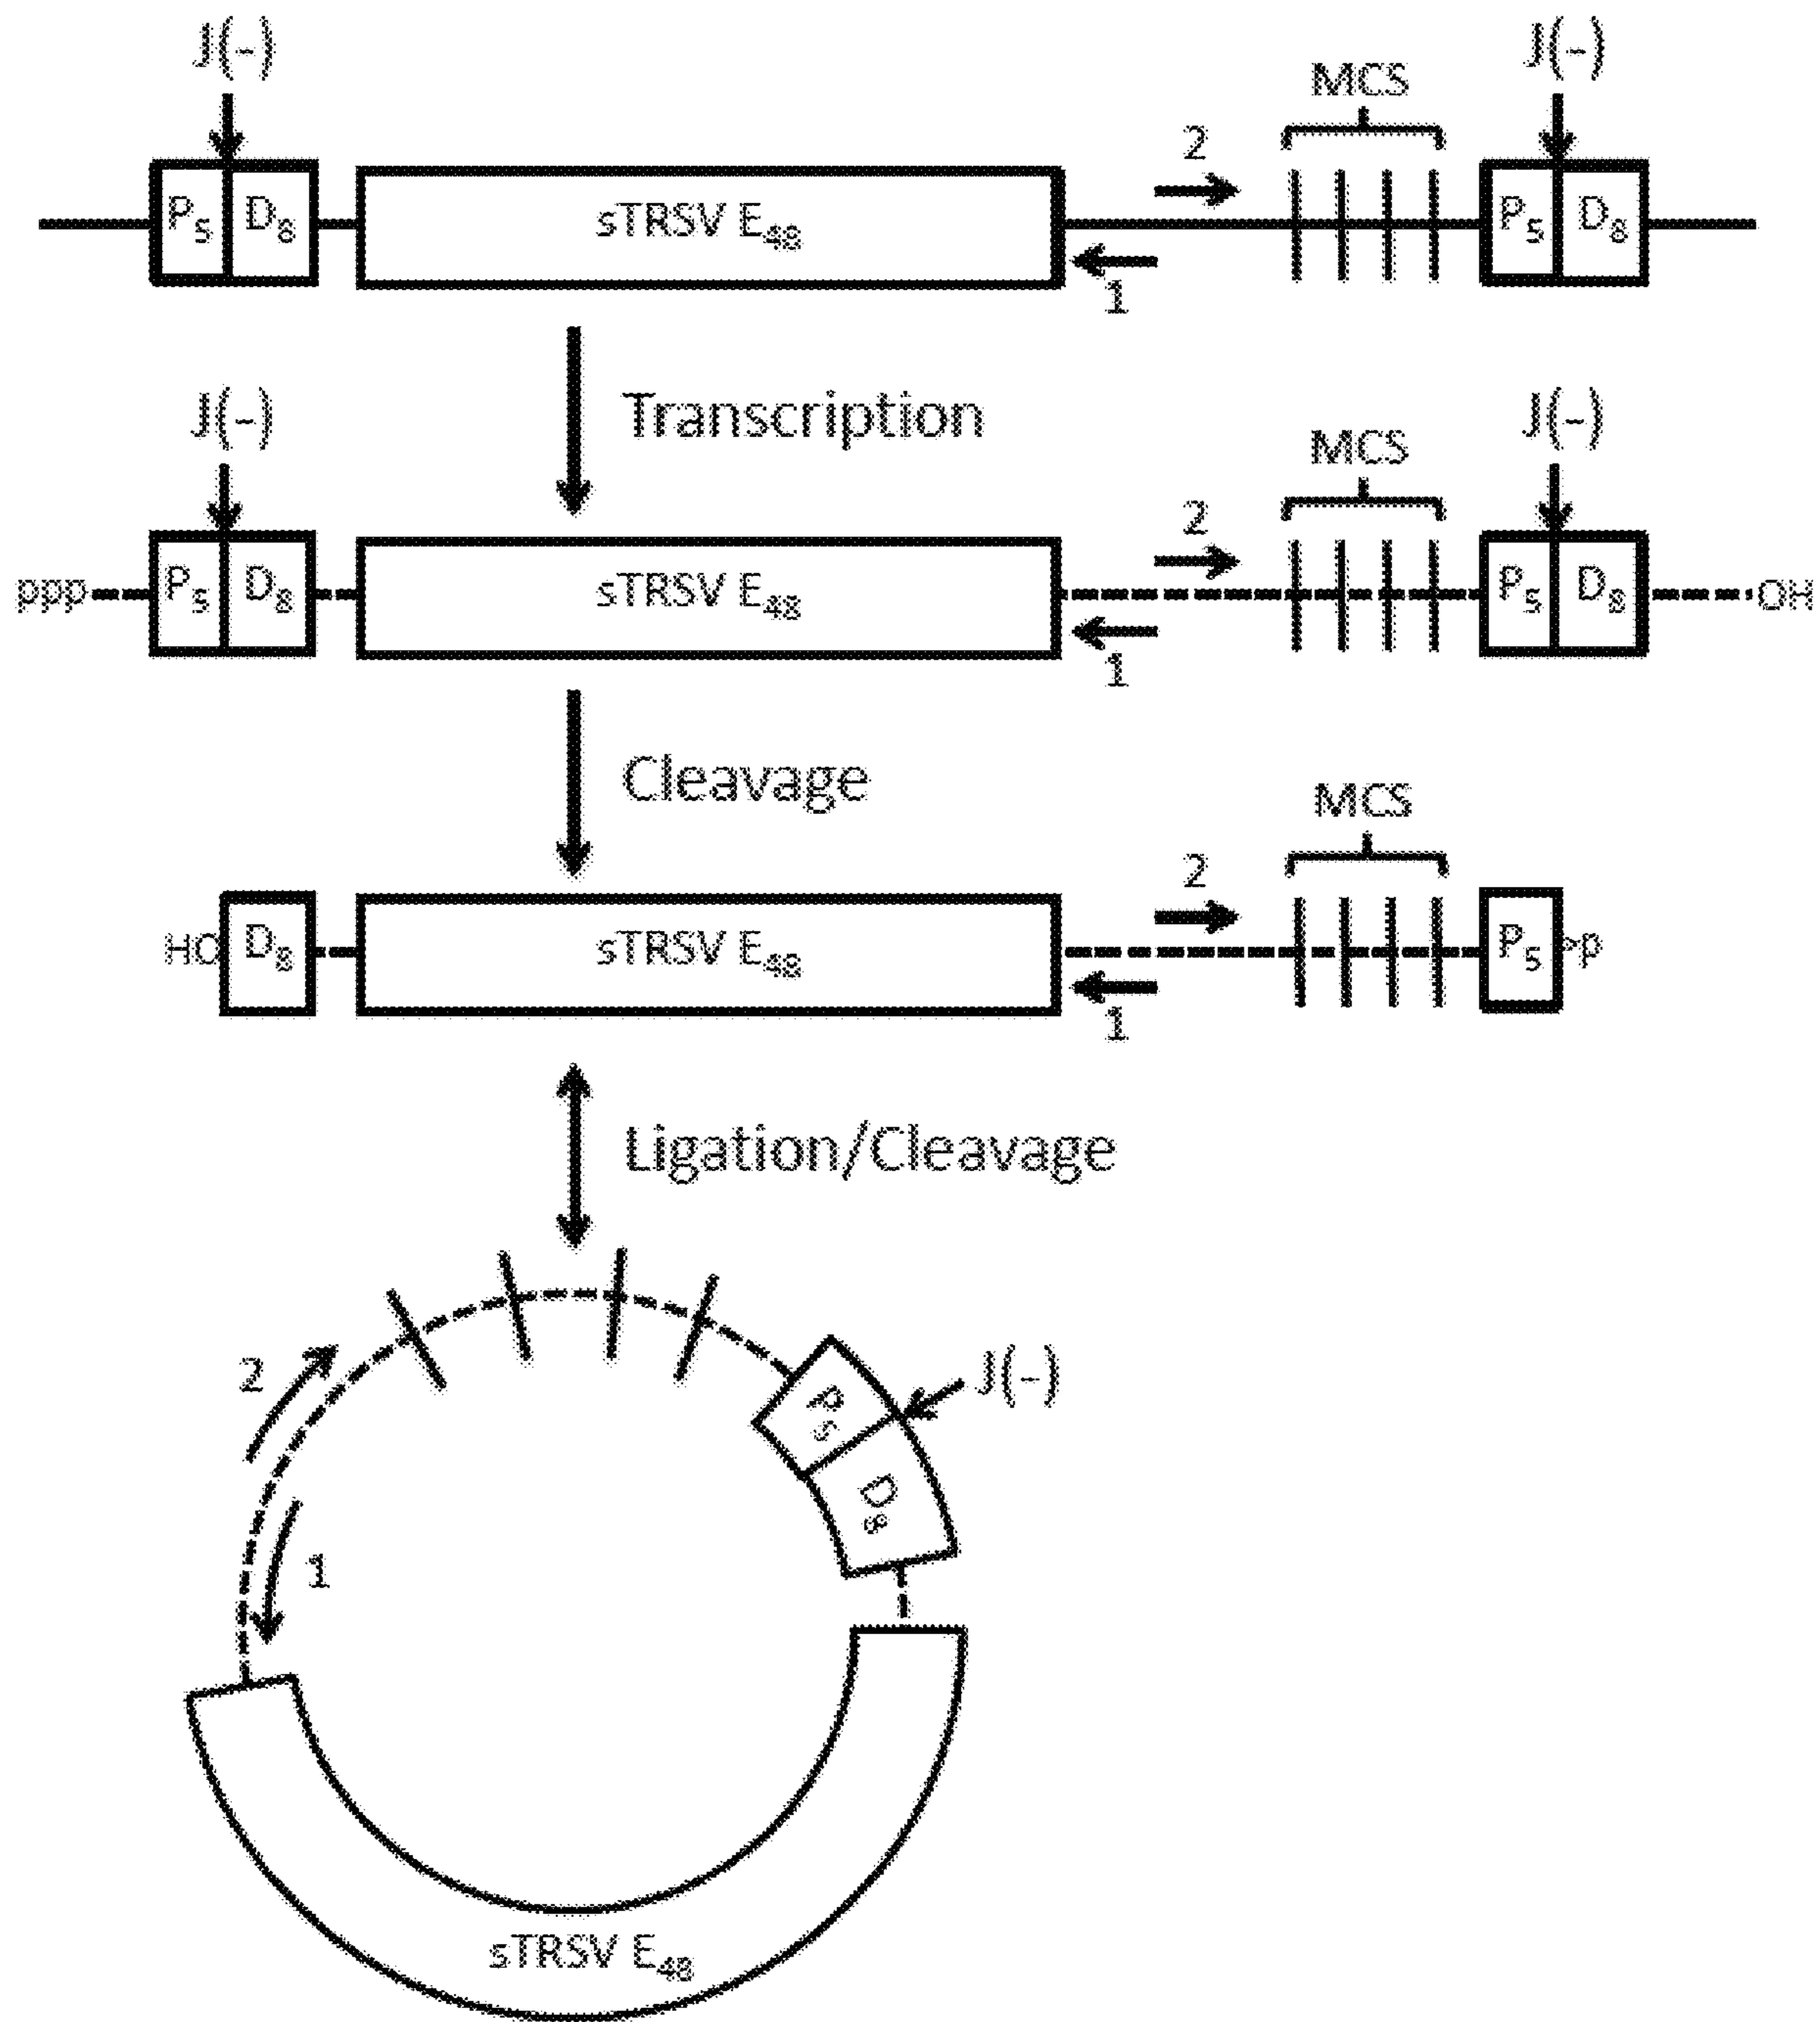 J(-) J(-)
MCS
2
P5 D8 sTRSV E48 P5 D8
1
Transcription
J(-) J(-)
MCS
2
ppp P5 D8 sTRSV E48 P5 D8 OH
1
Cleavage
MCS
2
HO D8 sTRSV E48 P5 >p
1
Ligation/Cleavage
2
J(-)
P5
D8
1
sTRSV E48